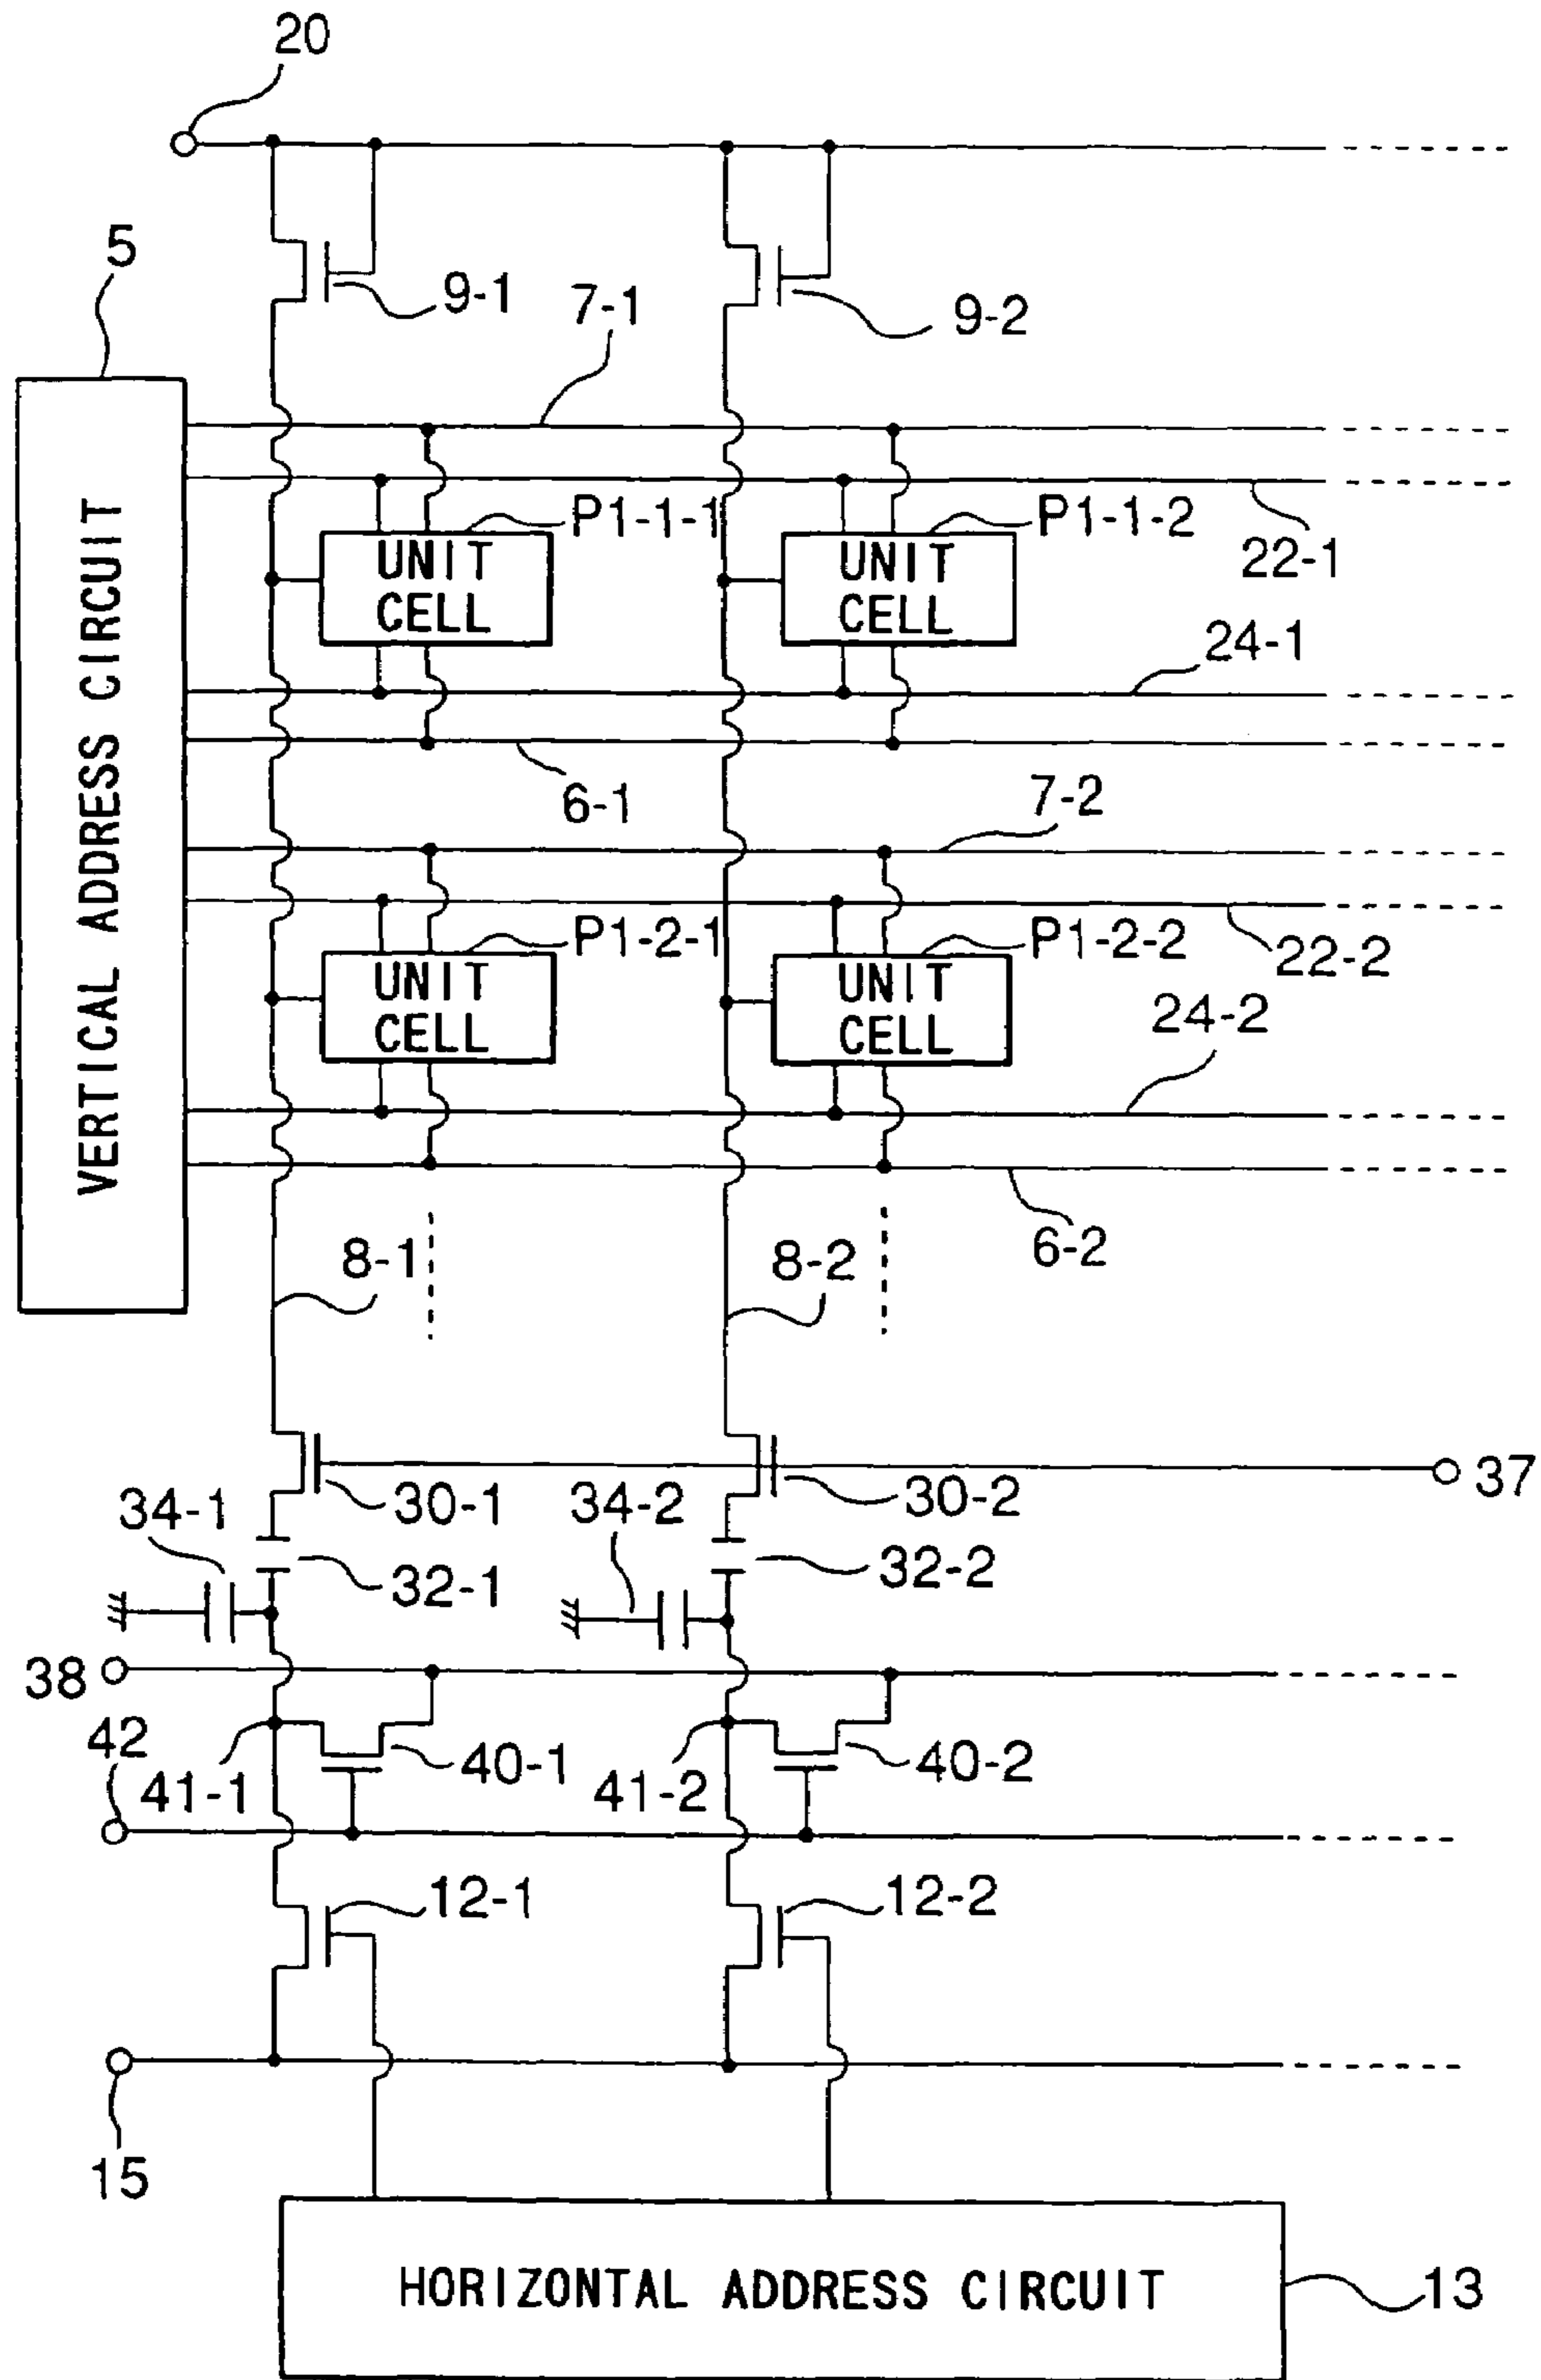 20
5
9-1
7-1
9-2
VERTICAL ADDRESS CIRCUIT
P1-1-1
P1-1-2
22-1
UNIT
CELL
UNIT
CELL
24-1
6-1
7-2
P1-2-1
P1-2-2
22-2
UNIT
CELL
UNIT
CELL
24-2
6-2
8-1
8-2
37
30-1
30-2
34-1
34-2
32-1
32-2
38
42
40-1
40-2
41-1
41-2
12-1
12-2
15
HORIZONTAL ADDRESS CIRCUIT
13